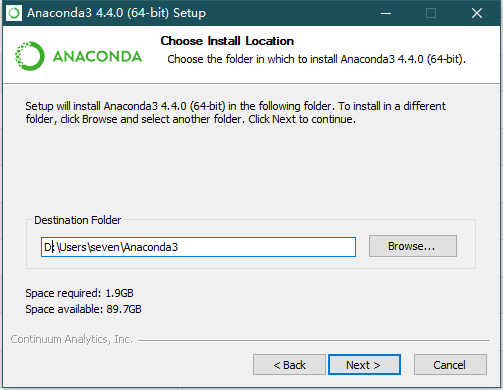 Anaconda3 4.4.0 (64-bit) Setup
ANACONDA
Choose Install Location
Choose the folder in which to install Anaconda3 4.4.0 (64-bit).
Setup will install Anaconda3 4.4.0 (64-bit) in the following folder. To install in a different
folder, click Browse and select another folder. Click Next to continue.
Destination Folder
D:\Users\seven\Anaconda3
Browse...
Space required: 1.9GB
Space available: 89.7GB
Continuum Analytics, Inc.
< Back
Next >
Cancel